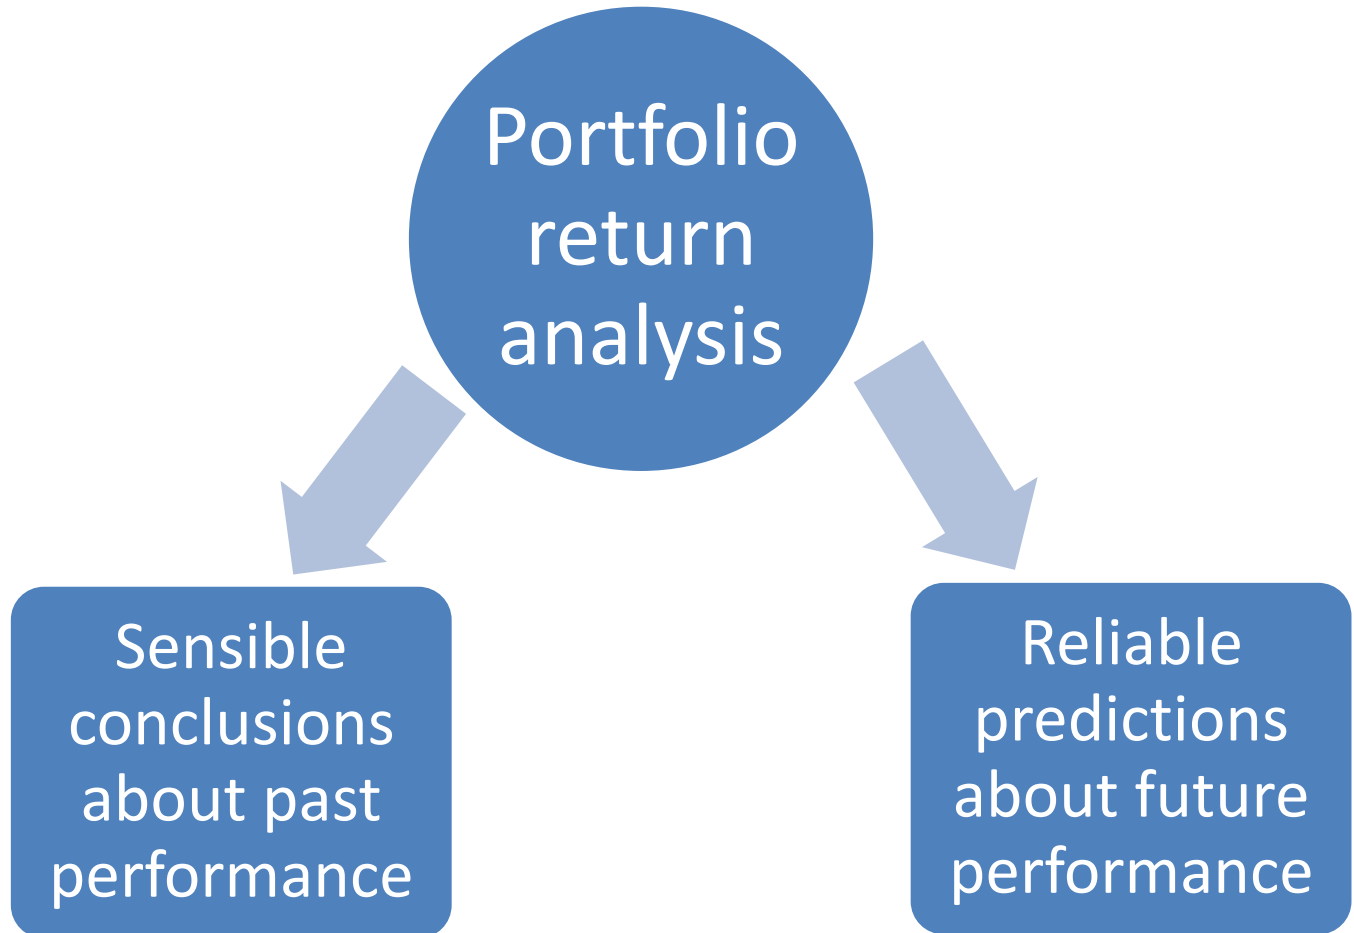 Portfolio
return
analysis
Sensible
conclusions
about past
performance
Reliable
predictions
about future
performance